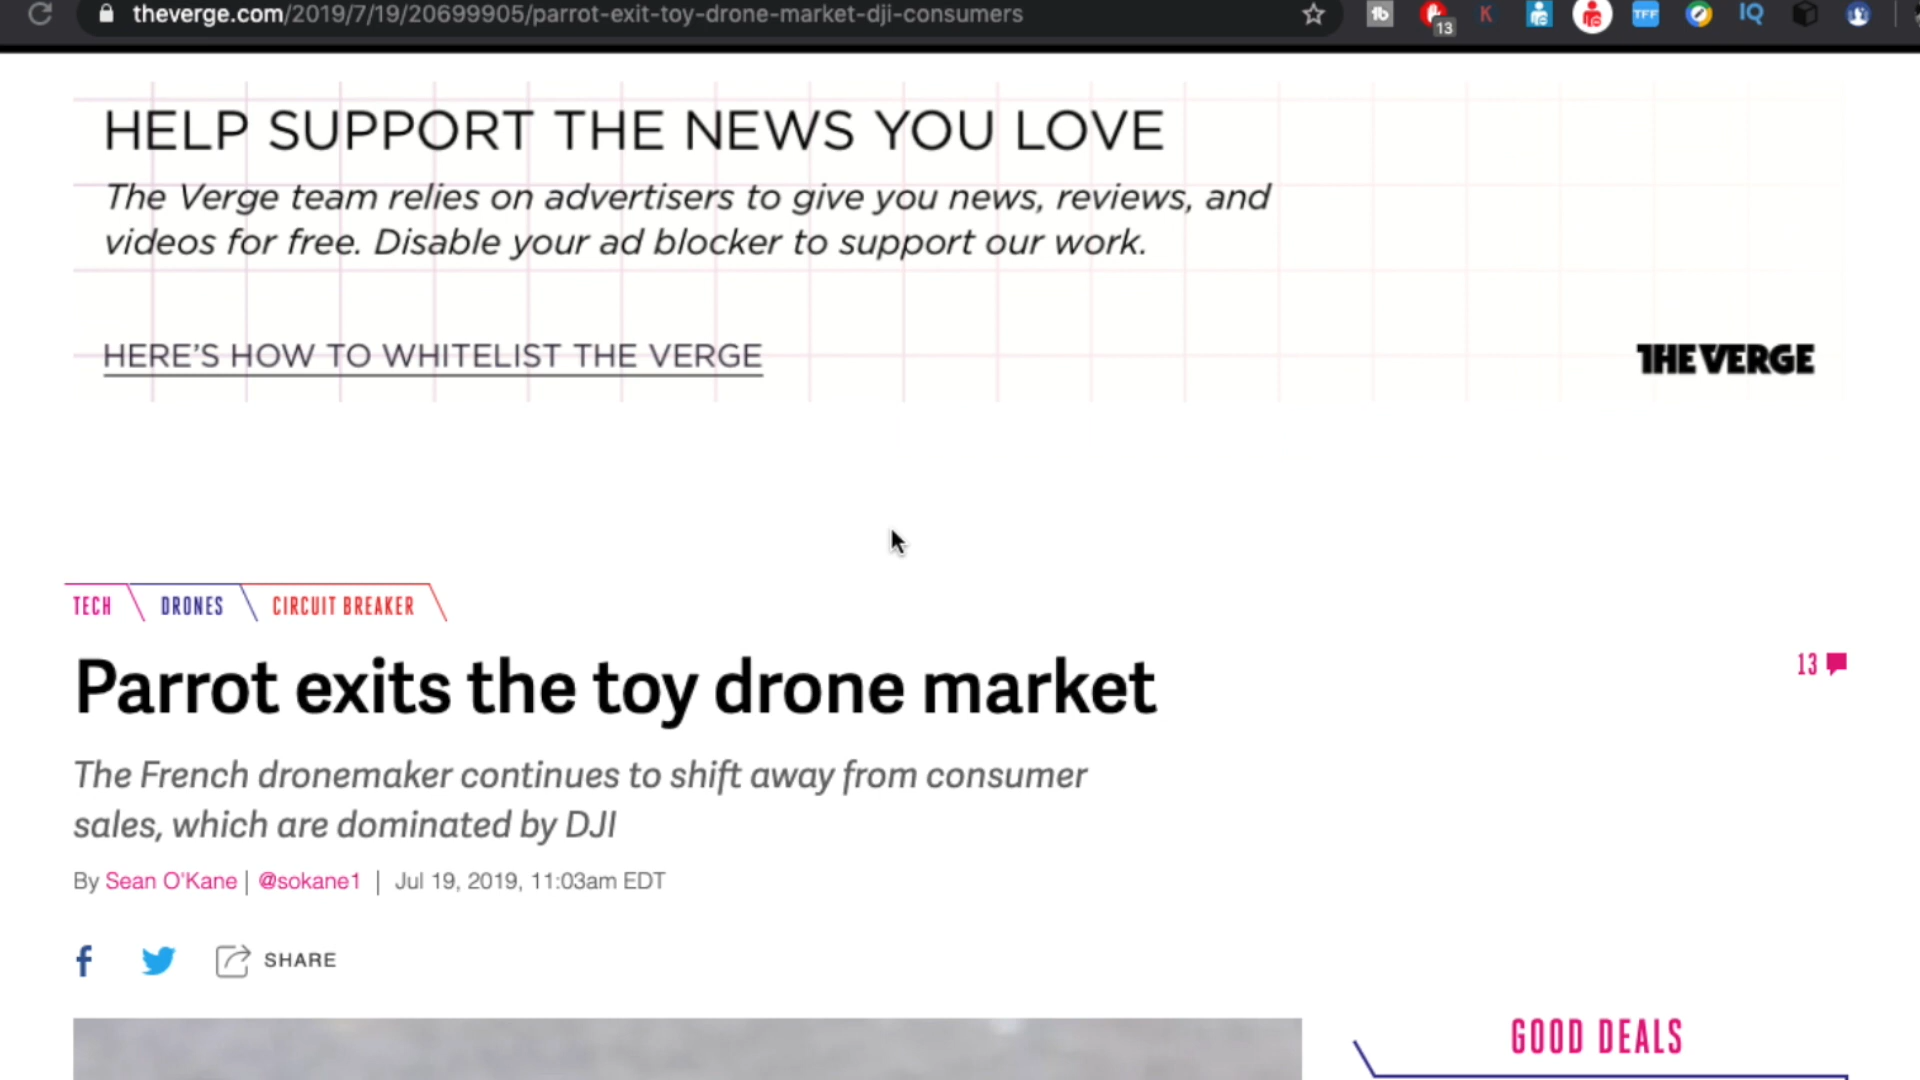 theverge.com/2019/7/19/20699905/parrot-exit-toy-drone-market-dji-consumers
13
K
TFF
IQ
HELP SUPPORT THE NEWS YOU LOVE
The Verge team relies on advertisers to give you news, reviews, and
videos for free. Disable your ad blocker to support our work.
HERE'S HOW TO WHITELIST THE VERGE
THE VERGE
TECH
DRONES
CIRCUIT BREAKER
Parrot exits the toy drone market
13
The French dronemaker continues to shift away from consumer
sales, which are dominated by DJI
By Sean O'Kane | @sokane1 | Jul 19, 2019, 11:03am EDT
SHARE
GOOD DEALS